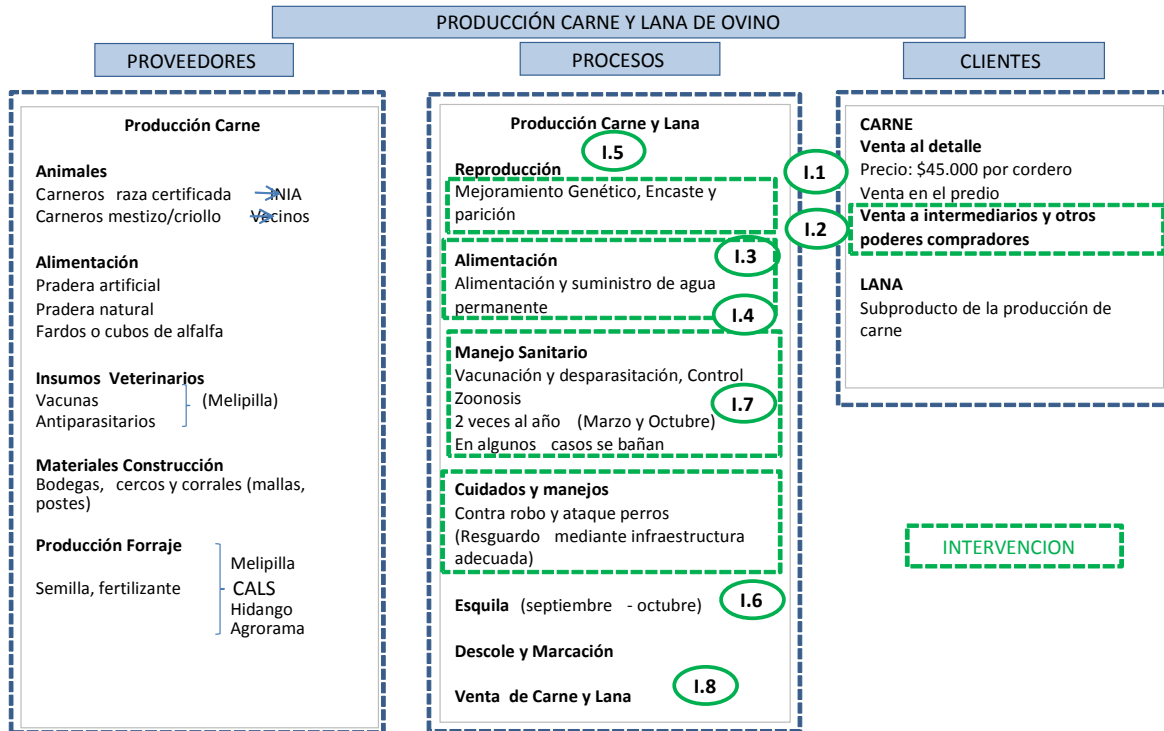 PRODUCCIÓN CARNE Y LANA DE OVINO
PROVEEDORES
PROCESOS
CLIENTES
Producción Carne
Animales
Carneros raza certificada INIA
Carneros mestizo/criollo Vecinos
Alimentación
Pradera artificial
Pradera natural
Fardos o cubos de alfalfa
Insumos Veterinarios
Vacunas
(Melipilla)
Antiparasitarios
Materiales Construcción
Bodegas, cercos y corrales (mallas,
postes)
Producción Forraje
Melipilla
Semilla, fertilizante
CALS
Hidango
Agrorama
Producción Carne y Lana
I.5
Reproducción
Mejoramiento Genético, Encaste y
parición
I.3
Alimentación
Alimentación y suministro de agua
permanente
I.4
Manejo Sanitario
Vacunación y desparasitación, Control
Zoonosis
I.7
2 veces al año (Marzo y Octubre)
En algunos casos se bañan
Cuidados y manejos
Contra robo y ataque perros
(Resguardo mediante infraestructura
adecuada)
Esquila (septiembre - octubre)
I.6
Descole y Marcación
Venta de Carne y Lana
I.8
I.1
I.2
CARNE
Venta al detalle
Precio: $45.000 por cordero
Venta en el predio
Venta a intermediarios y otros
poderes compradores
LANA
Subproducto de la producción de
carne
INTERVENCION